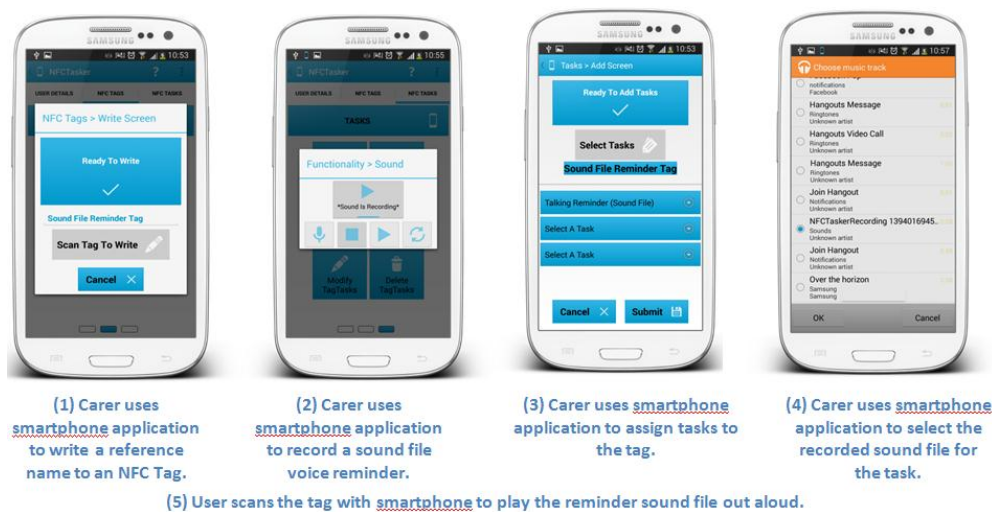 SAMSUNG
10:53
NFCTasker ?
USER DETAILS NFC TAGS NFC TASKS
NFC Tags > Write Screen
Ready To Write
Sound File Reminder Tag
Scan Tag To Write
Cancel
SAMSUNG
10:55
NFCTasker ?
USER DETAILS NFC TAGS NFC TASKS
TASKS
Functionality > Sound
*Sound Is Recording*
Modify
TagTasks
Delete
TagTasks
SAMSUNG
10:53
Tasks > Add Screen
Ready To Add Tasks
Select Tasks
Sound File Reminder Tag
Talking Reminder (Sound File)
Select A Task
Select A Task
Cancel
Submit
SAMSUNG
10:57
Choose music track
notifications
Facebook
Hangouts Message
Ringtones
Unknown artist
Hangouts Video Call
Ringtones
Unknown artist
Hangouts Message
Ringtones
Unknown artist
Join Hangout
Notifications
Unknown artist
NFCTaskerRecording 1394016945..
Sounds
Unknown artist
Join Hangout
Notifications
Unknown artist
Over the horizon
Samsung
Samsung
OK Cancel
(1) Carer uses
smartphone application
to write a reference
name to an NFC Tag.
(2) Carer uses
smartphone application
to record a sound file
voice reminder.
(3) Carer uses smartphone
application to assign tasks to
the tag.
(4) Carer uses smartphone
application to select the
recorded sound file for
the task.
(5) User scans the tag with smartphone to play the reminder sound file out aloud.